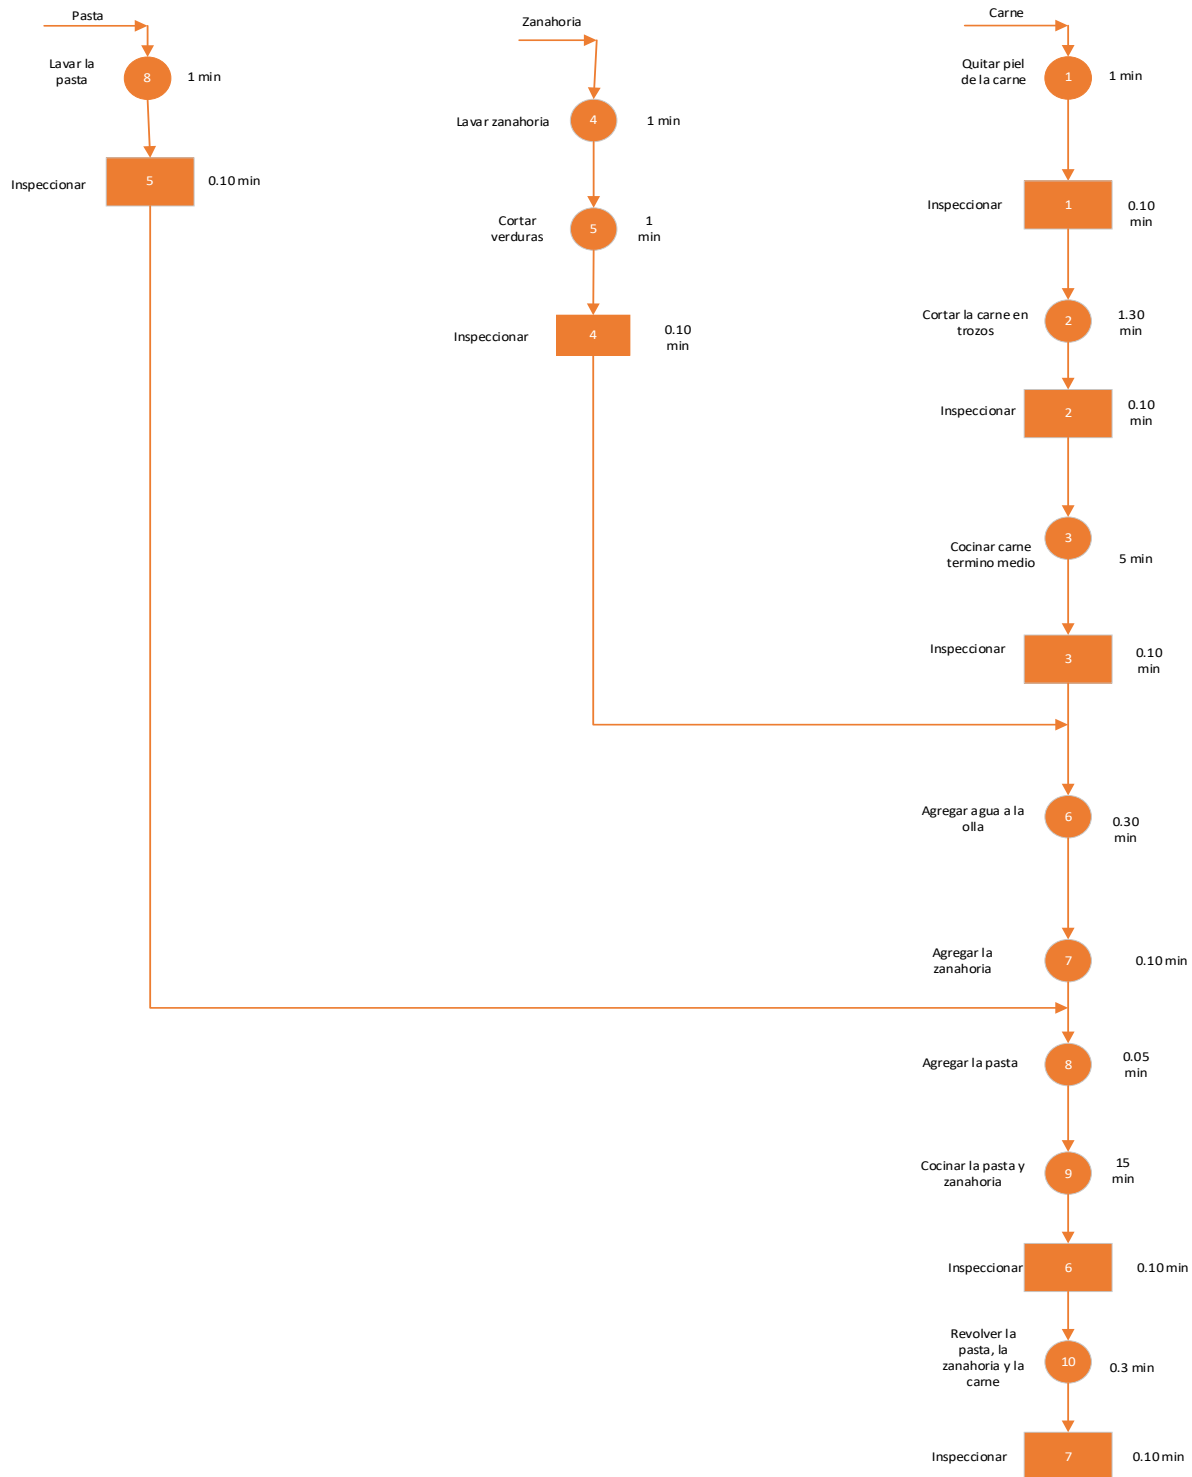 Pasta
Lavar la
pasta
8
1 min
Inspeccionar
5
0.10 min
Zanahoria
Lavar zanahoria
4
1 min
Cortar
verduras
5
1
min
Inspeccionar
4
0.10
min
Carne
Quitar piel
de la carne
1
1 min
Inspeccionar
1
0.10
min
Cortar la carne en
trozos
2
1.30
min
Inspeccionar
2
0.10
min
Cocinar carne
termino medio
3
5 min
Inspeccionar
3
0.10
min
Agregar agua a la
olla
6
0.30
min
Agregar la
zanahoria
7
0.10 min
Agregar la pasta
8
0.05
min
Cocinar la pasta y
zanahoria
9
15
min
Inspeccionar
6
0.10 min
Revolver la
pasta, la
zanahoria y la
carne
10
0.3 min
Inspeccionar
7
0.10 min